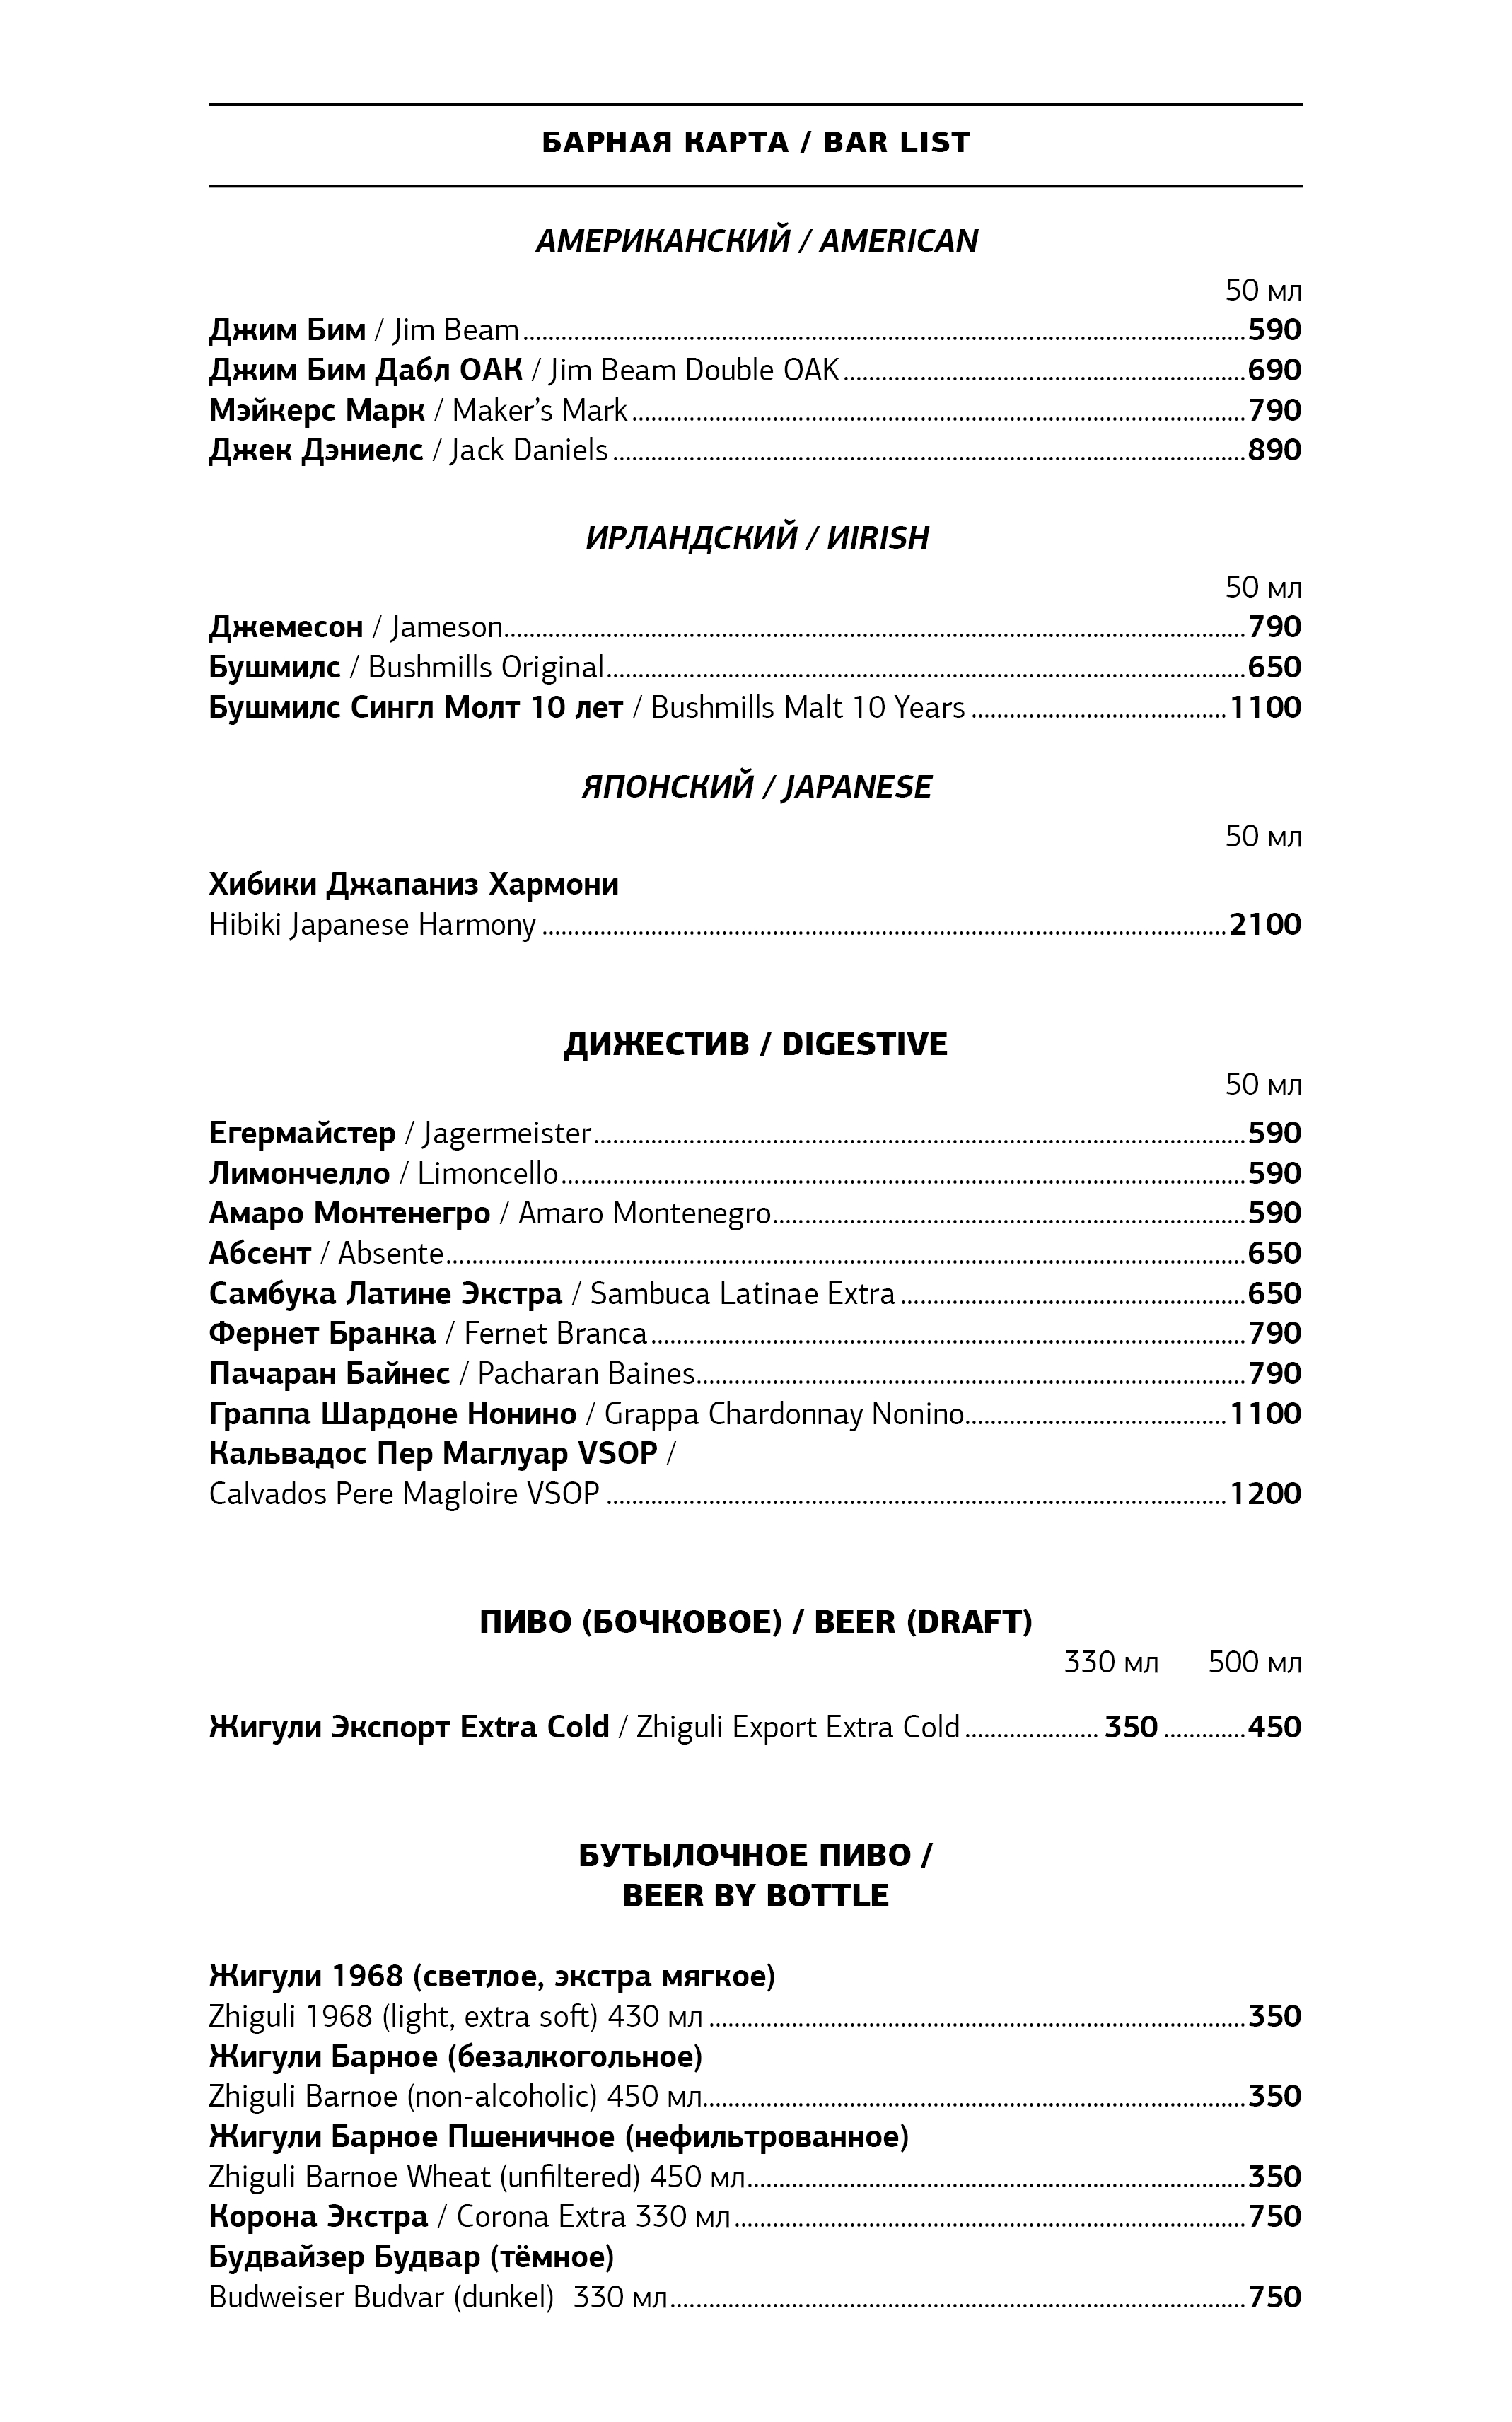 БАРНАЯ КАРТА / BAR LIST
АМЕРИКАНСКИЙ / AMERICAN
50 мл
Джим Бим / Jim Beam 590
Джим Бим Дабл ОАК / Jim Beam Double OAK 690
Мэйкерс Марк / Maker’s Mark 790
Джек Дэниелс / Jack Daniels 890
ИРЛАНДСКИЙ / ИIRISH
50 мл
Джемесон / Jameson 790
Бушмилс / Bushmills Original 650
Бушмилс Сингл Молт 10 лет / Bushmills Malt 10 Years 1100
ЯПОНСКИЙ / JAPANESE
50 мл
Хибики Джапаниз Хармони
Hibiki Japanese Harmony 2100
ДИЖЕСТИВ / DIGESTIVE
50 мл
Егермайстер / Jagermeister 590
Лимончелло / Limoncello 590
Амаро Монтенегро / Amaro Montenegro 590
Абсент / Absente 650
Самбука Латине Экстра / Sambuca Latinae Extra 650
Фернет Бранка / Fernet Branca 790
Пачаран Байнес / Pacharan Baines 790
Граппа Шардоне Нонино / Grappa Chardonnay Nonino 1100
Кальвадос Пер Маглуар VSOP /
Calvados Pere Magloire VSOP 1200
ПИВО (БОЧКОВОЕ) / BEER (DRAFT)
330 мл 500 мл
Жигули Экспорт Extra Cold / Zhiguli Export Extra Cold 350 450
БУТЫЛОЧНОЕ ПИВО /
BEER BY BOTTLE
Жигули 1968 (светлое, экстра мягкое)
Zhiguli 1968 (light, extra soft) 430 мл 350
Жигули Барное (безалкогольное)
Zhiguli Barnoe (non-alcoholic) 450 мл 350
Жигули Барное Пшеничное (нефильтрованное)
Zhiguli Barnoe Wheat (unfiltered) 450 мл 350
Корона Экстра / Corona Extra 330 мл 750
Будвайзер Будвар (тёмное)
Budweiser Budvar (dunkel) 330 мл 750